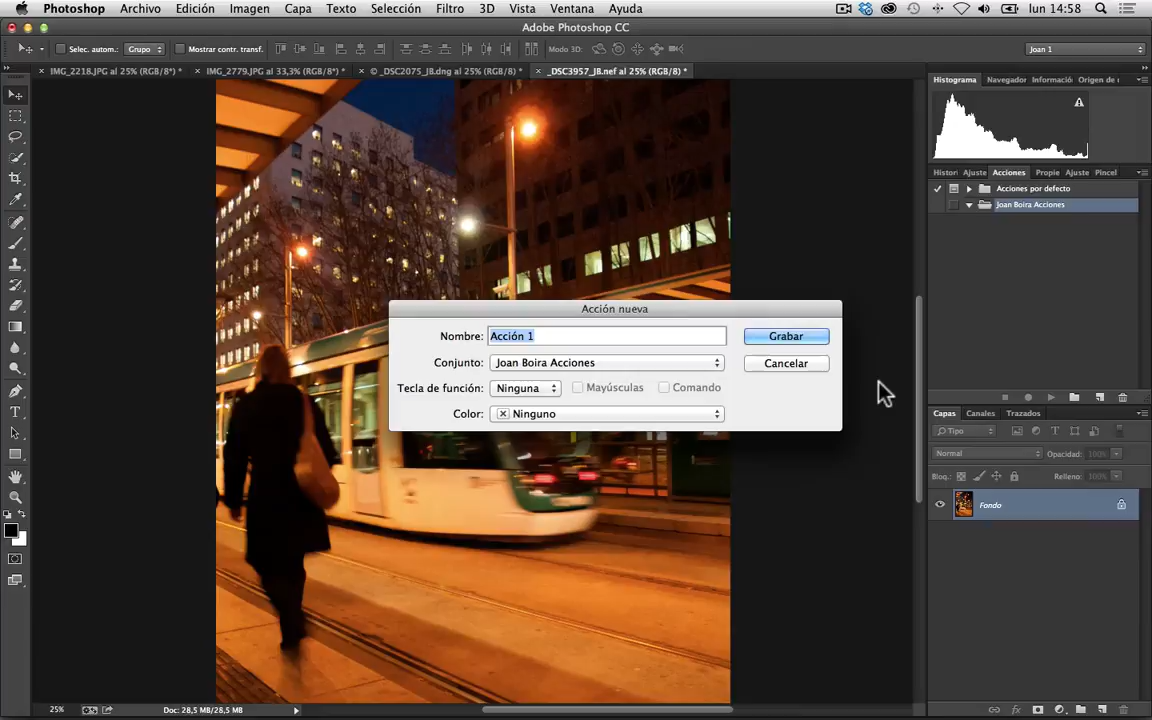 Photoshop Archivo Edición Imagen Capa Texto Selección Filtro 3D Vista Ventana Ayuda lun 14:58
Adobe Photoshop CC
Selec. autom.: Grupo Mostrar contr. transf. Modo 3D: Joan 1
IMG_2218.JPG al 25% (RGB/8*) * IMG_2779.JPG al 33,3% (RGB/8*) * © _DSC2075_JB.dng al 25% (RGB/8) * _DSC3957_JB.nef al 25% (RGB/8) *
Histograma Navegador Informació Origen de
Histori Ajuste Acciones Propie Ajuste Pincel
Acciones por defecto
Joan Boira Acciones
Acción nueva
Nombre: Acción 1 Grabar
Conjunto: Joan Boira Acciones Cancelar
Tecla de función: Ninguna Mayúsculas Comando
Color: Ninguno
Capas Canales Trazados
Tipo
Normal Opacidad: 100%
Bloq.: Relleno: 100%
Fondo
25% Doc: 28,5 MB/28,5 MB